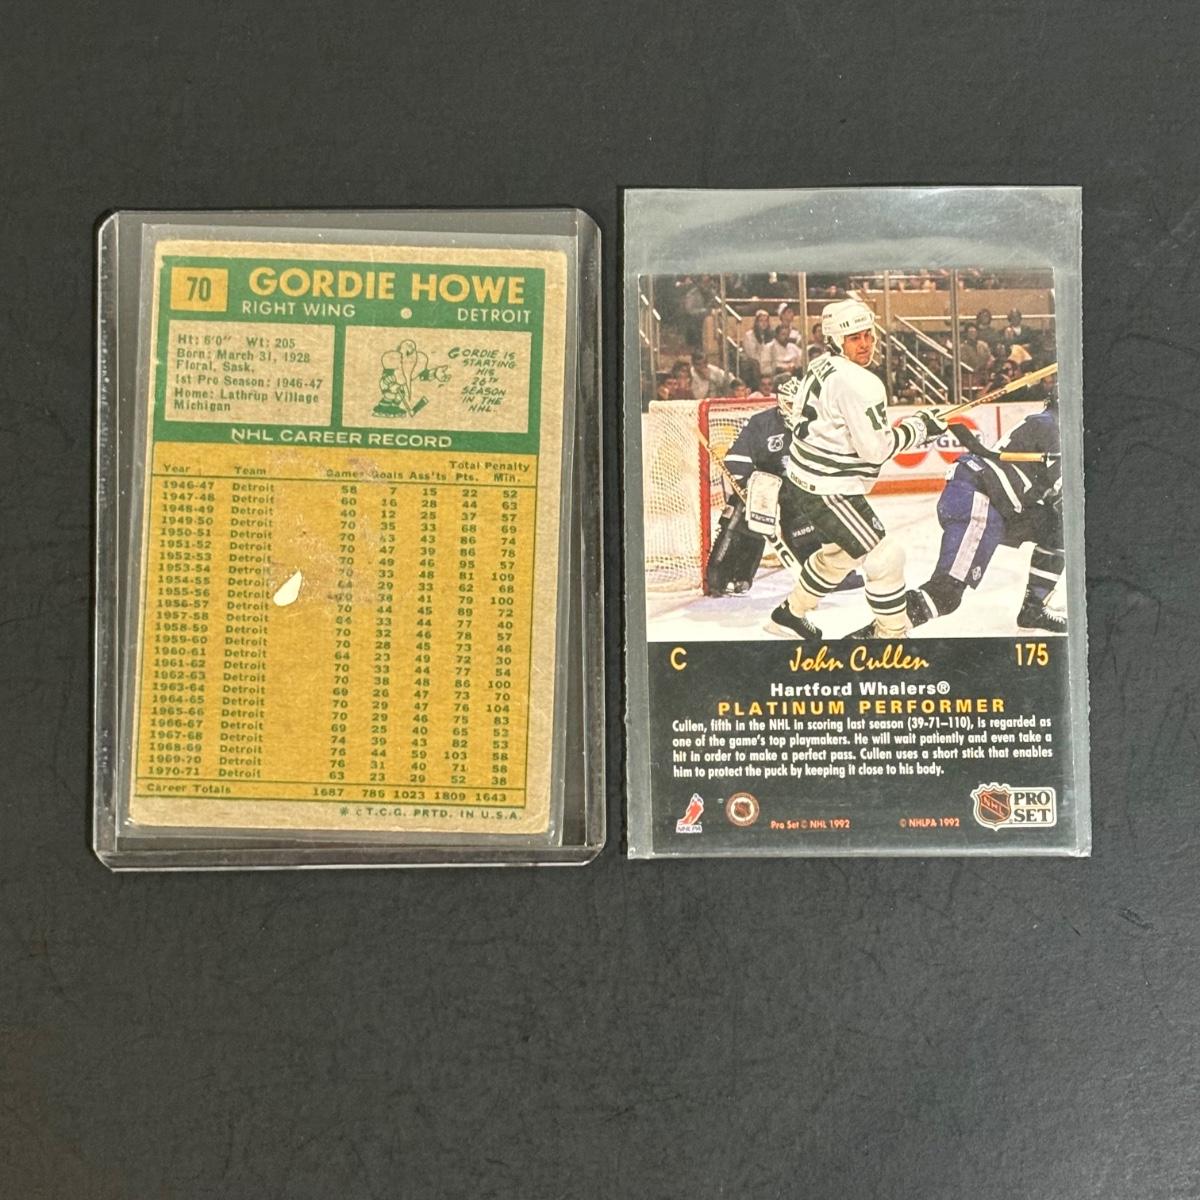 70 GORDIE HOWE
RIGHT WING • DETROIT
Ht: 6'0" Wt: 205
Born: March 31, 1928
Floral, Sask.
1st Pro Season: 1946-47
Home: Lathrup Village
Michigan
GORDIE IS
STARTING
HIS
26TH
SEASON
IN THE
NHL.
NHL CAREER RECORD
Total Penalty
Year Team Games Goals Ass'ts Pts. Min.
1946-47 Detroit 58 7 15 22 52
1947-48 Detroit 60 16 28 44 63
1948-49 Detroit 40 12 25 37 57
1949-50 Detroit 70 35 33 68 69
1950-51 Detroit 70 43 43 86 74
1951-52 Detroit 70 47 39 86 78
1952-53 Detroit 70 49 46 95 57
1953-54 Detroit 70 33 48 81 109
1954-55 Detroit 64 29 33 62 68
1955-56 Detroit 70 38 41 79 100
1956-57 Detroit 70 44 45 89 72
1957-58 Detroit 64 33 44 77 40
1958-59 Detroit 70 32 46 78 57
1959-60 Detroit 70 28 45 73 46
1960-61 Detroit 64 23 49 72 30
1961-62 Detroit 70 33 44 77 54
1962-63 Detroit 70 38 48 86 100
1963-64 Detroit 69 26 47 73 70
1964-65 Detroit 70 29 47 76 104
1965-66 Detroit 70 29 46 75 83
1966-67 Detroit 69 25 40 65 53
1967-68 Detroit 74 39 43 82 53
1968-69 Detroit 76 44 59 103 58
1969-70 Detroit 76 31 40 71 58
1970-71 Detroit 63 23 29 52 38
Career Totals 1687 786 1023 1809 1643
* © T.C.G. PRTD. IN U.S.A.
15
C John Cullen 175
Hartford Whalers®
PLATINUM PERFORMER
Cullen, fifth in the NHL in scoring last season (39-71–110), is regarded as
one of the game's top playmakers. He will wait patiently and even take a
hit in order to make a perfect pass. Cullen uses a short stick that enables
him to protect the puck by keeping it close to his body.
NHLPA
Pro Set © NHL 1992
© NHLPA 1992
NHL PRO
SET